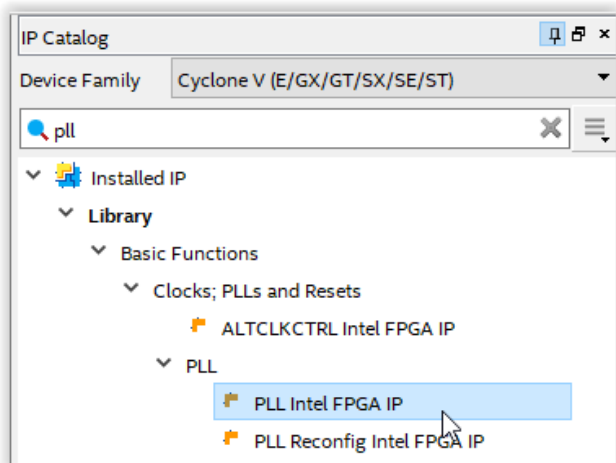 IP Catalog
Device Family Cyclone V (E/GX/GT/SX/SE/ST)
pll
Installed IP
Library
Basic Functions
Clocks; PLLs and Resets
ALTCLKCTRL Intel FPGA IP
PLL
PLL Intel FPGA IP
PLL Reconfig Intel FPGA IP